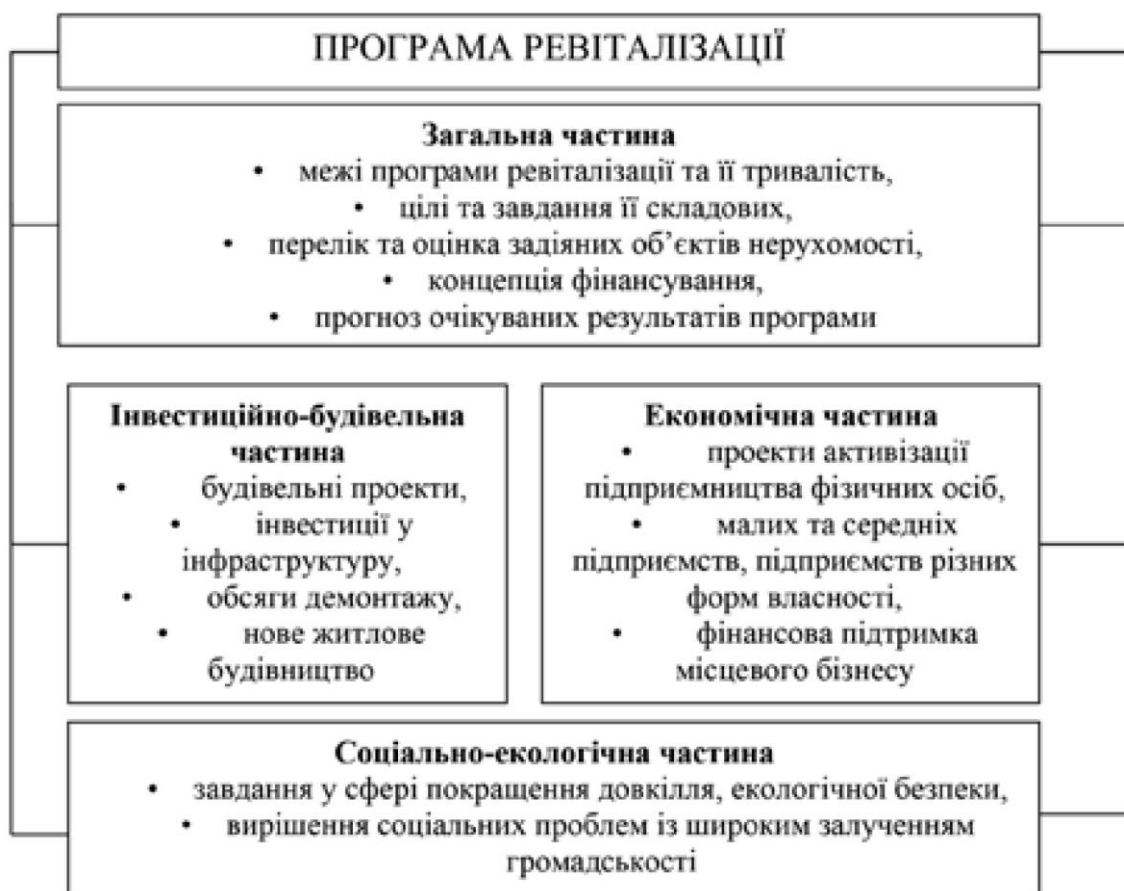 ПРОГРАМА РЕВІТАЛІЗАЦІЇ
Загальна частина
• межі програми ревіталізації та її тривалість,
• цілі та завдання її складових,
• перелік та оцінка задіяних об’єктів нерухомості,
• концепція фінансування,
• прогноз очікуваних результатів програми
Інвестиційно-будівельна
частина
• будівельні проекти,
• інвестиції у
інфраструктуру,
• обсяги демонтажу,
• нове житлове
будівництво
Економічна частина
• проекти активізації
підприємництва фізичних осіб,
• малих та середніх
підприємств, підприємств різних
форм власності,
• фінансова підтримка
місцевого бізнесу
Соціально-екологічна частина
• завдання у сфері покращення довкілля, екологічної безпеки,
• вирішення соціальних проблем із широким залученням
громадськості